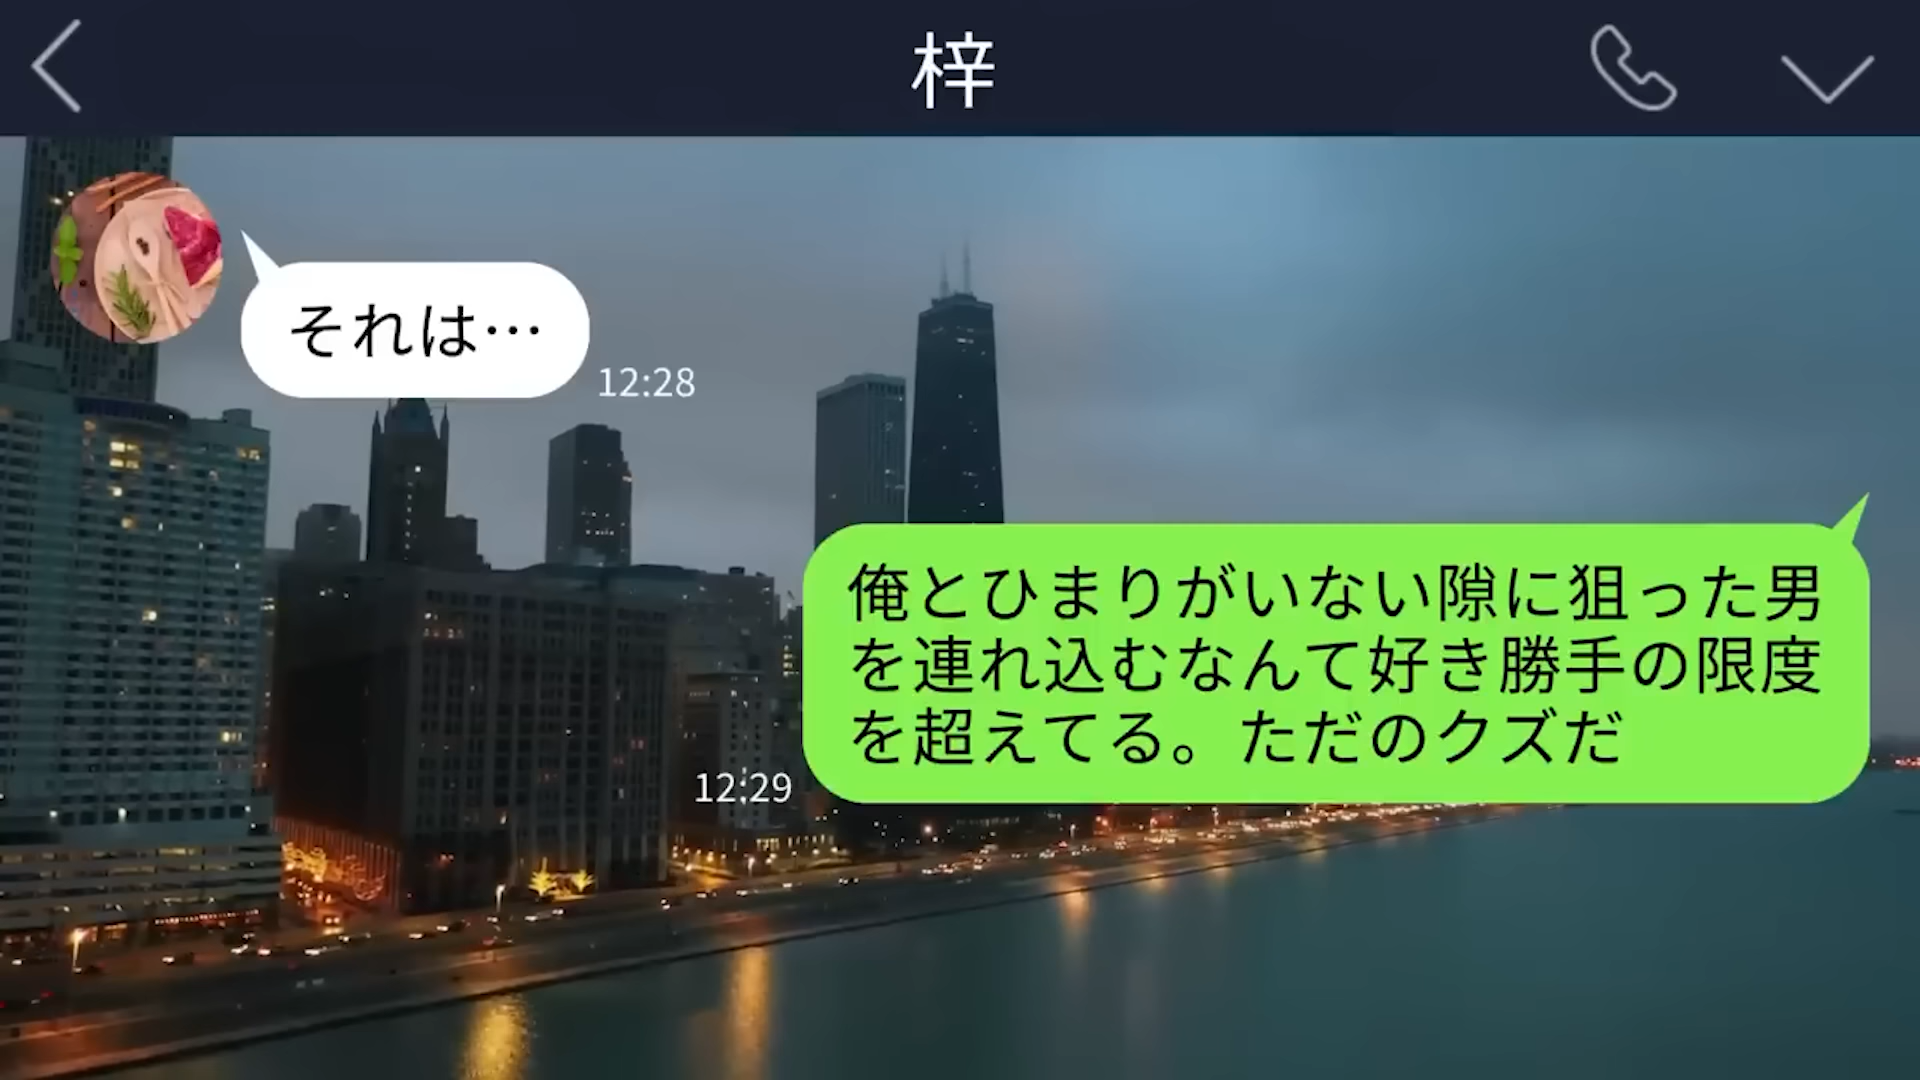 梓
それは…
12:28
俺とひまりがいない隙に狙った男
を連れ込むなんて好き勝手の限度
を超えてる。ただのクズだ
12:29